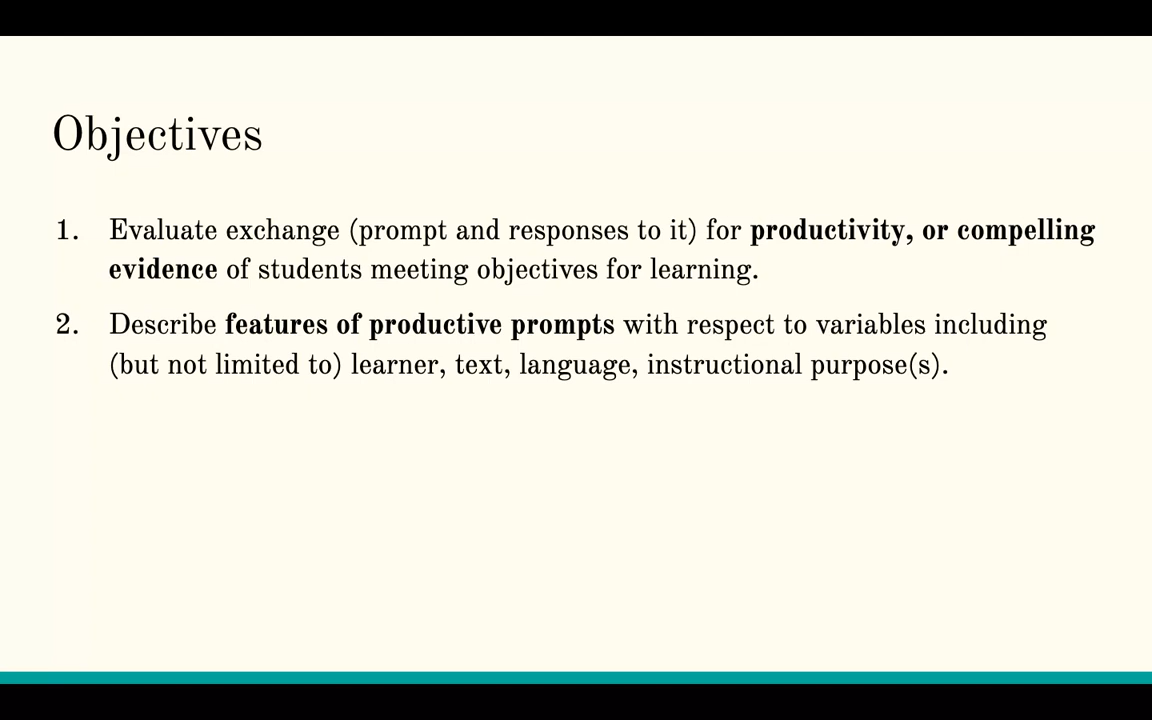 Objectives
1. Evaluate exchange (prompt and responses to it) for productivity, or compelling
evidence of students meeting objectives for learning.
2. Describe features of productive prompts with respect to variables including
(but not limited to) learner, text, language, instructional purpose(s).